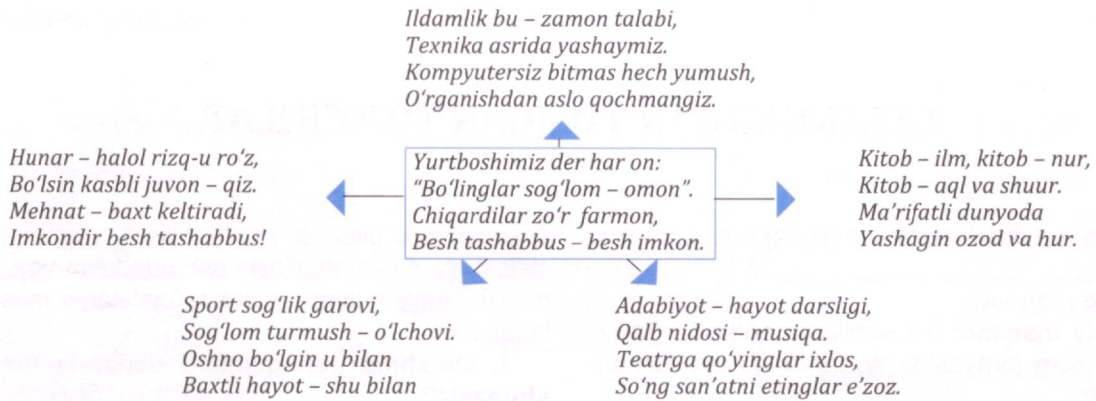 Ildamlik bu – zamon talabi,
Texnika asrida yashaymiz.
Kompyutersiz bitmas hech yumush,
O‘rganishdan aslo qochmangiz.
Hunar – halol rizq-u ro‘z,
Bo‘lsin kasbli juvon – qiz.
Mehnat – baxt keltiradi,
Imkondir besh tashabbus!
Yurtboshimiz der har on:
“Bo‘linglar sog‘lom – omon”.
Chiqardilar zo‘r farmon,
Besh tashabbus – besh imkon.
Kitob – ilm, kitob – nur,
Kitob – aql va shuur.
Ma’rifatli dunyoda
Yashagin ozod va hur.
Sport sog‘lik garovi,
Sog‘lom turmush – o‘lchovi.
Oshno bo‘lgin u bilan
Baxtli hayot – shu bilan
Adabiyot – hayot darsligi,
Qalb nidosi – musiqa.
Teatrga qo‘yinglar ixlos,
So‘ng san’atni etinglar e’zoz.